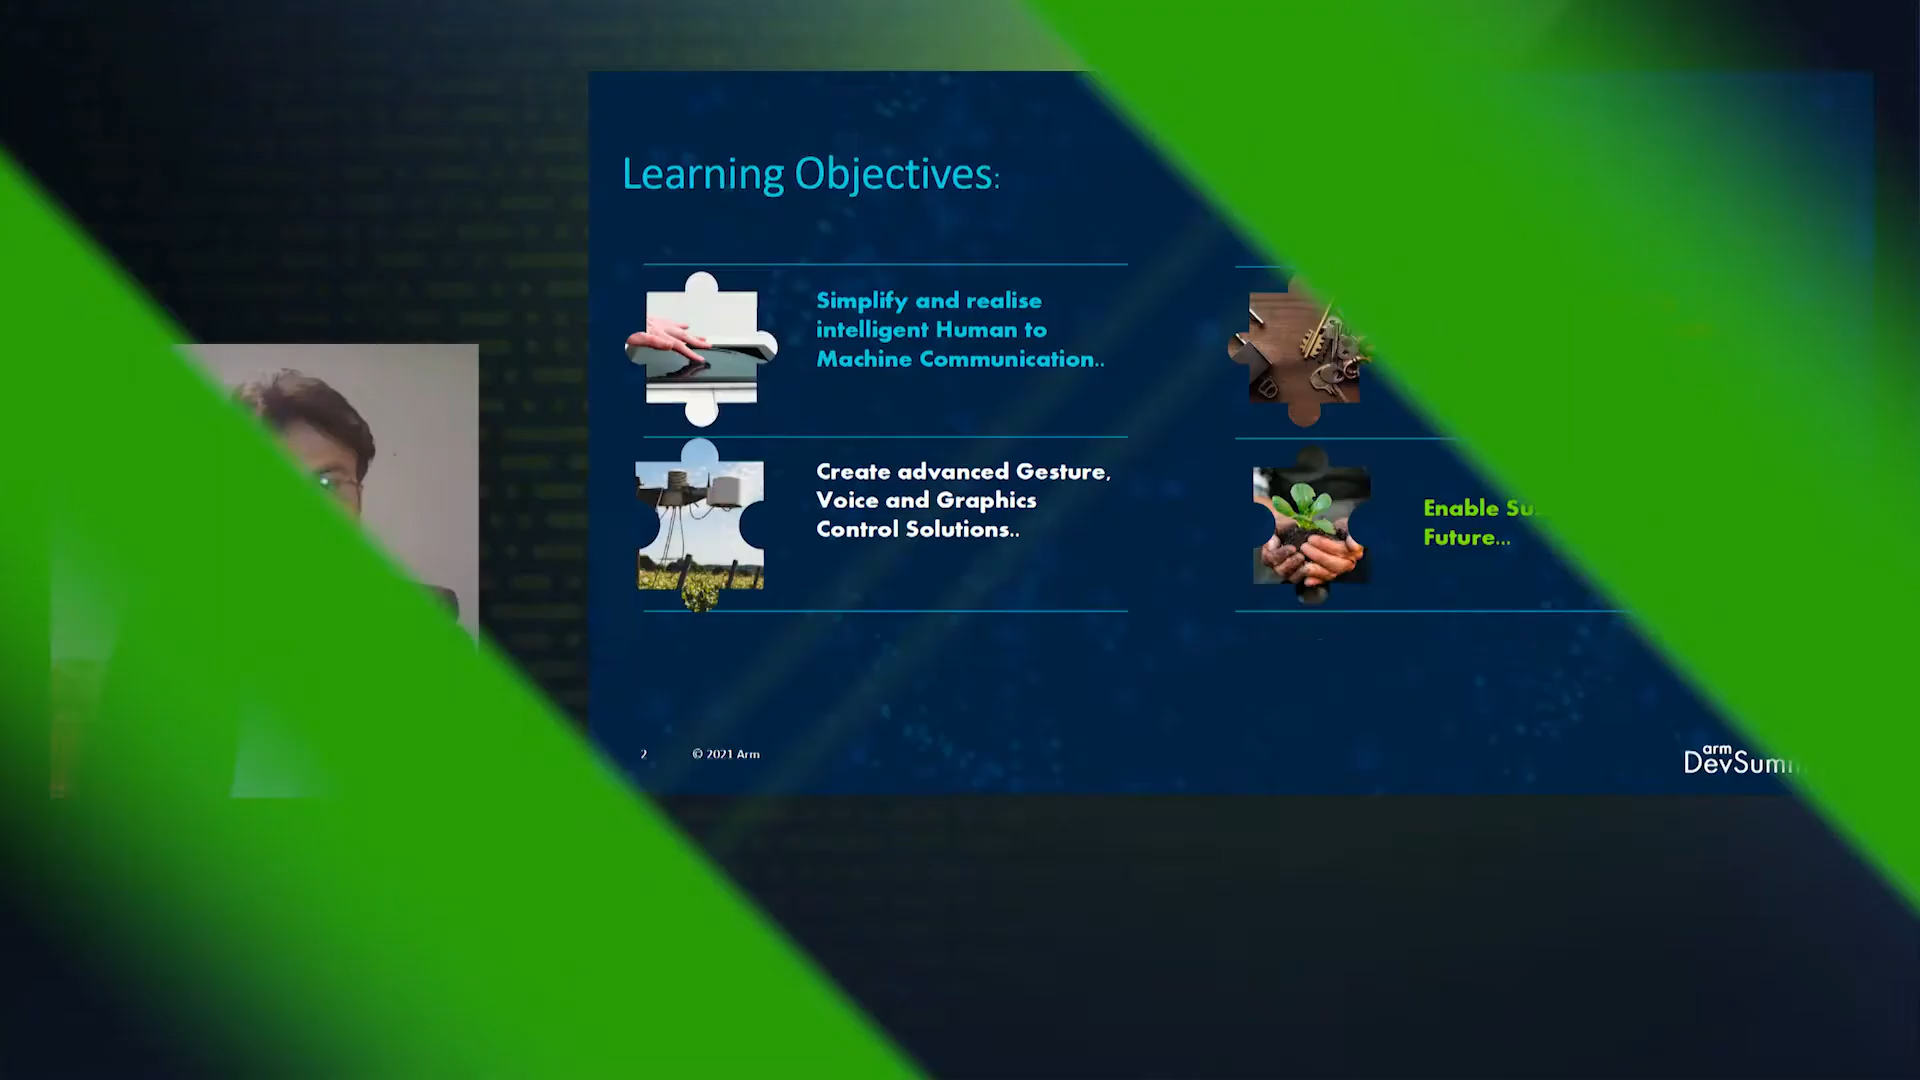 Learning Objectives:
Simplify and realise
intelligent Human to
Machine Communication..
Create advanced Gesture,
Voice and Graphics
Control Solutions..
Enable
Future...
2
© 2021 Arm
arm